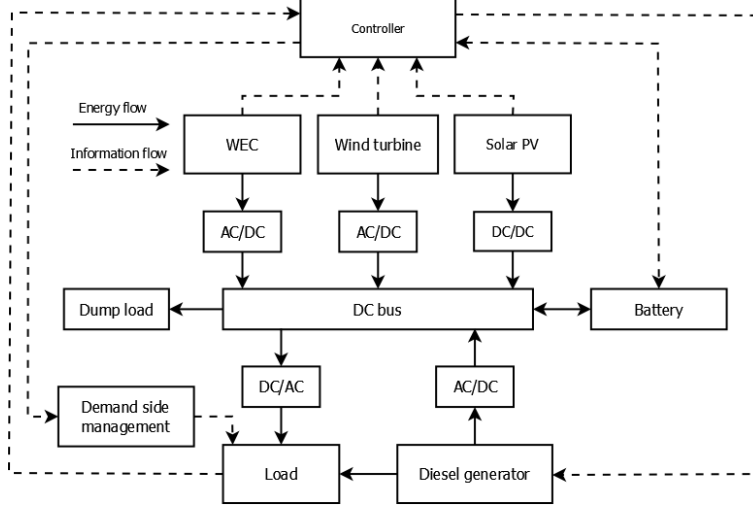 Controller
Energy flow
Information flow
WEC
Wind turbine
Solar PV
AC/DC
AC/DC
DC/DC
Dump load
DC bus
Battery
DC/AC
AC/DC
Demand side
management
Load
Diesel generator